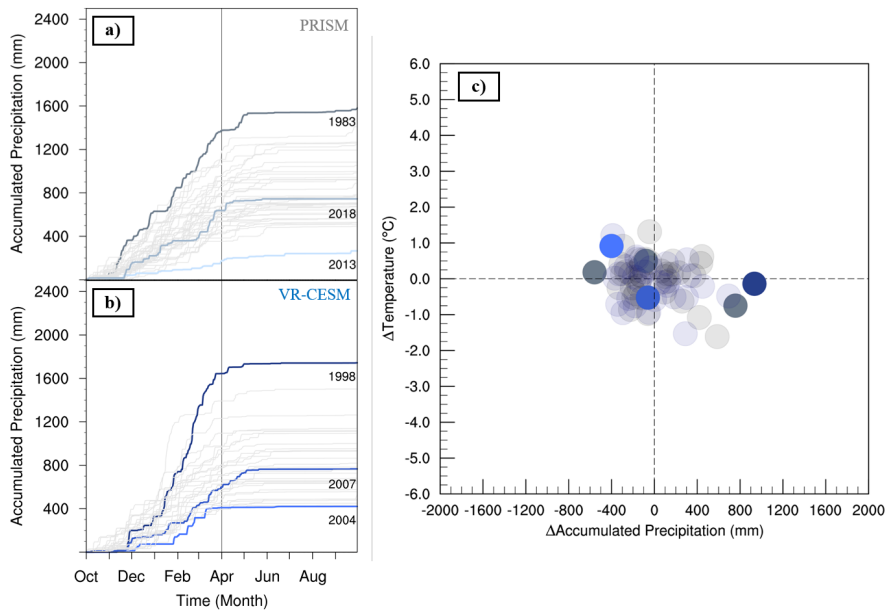 a)
PRISM
2400
2000
1600
1200
800
400
Accumulated Precipitation (mm)
1983
2018
2013
b)
VR-CESM
2400
2000
1600
1200
800
400
Accumulated Precipitation (mm)
1998
2007
2004
Oct Dec Feb Apr Jun Aug
Time (Month)
c)
6.0
5.0
4.0
3.0
2.0
1.0
0.0
-1.0
-2.0
-3.0
-4.0
-5.0
-6.0
ΔTemperature (°C)
-2000 -1600 -1200 -800 -400 0 400 800 1200 1600 2000
ΔAccumulated Precipitation (mm)